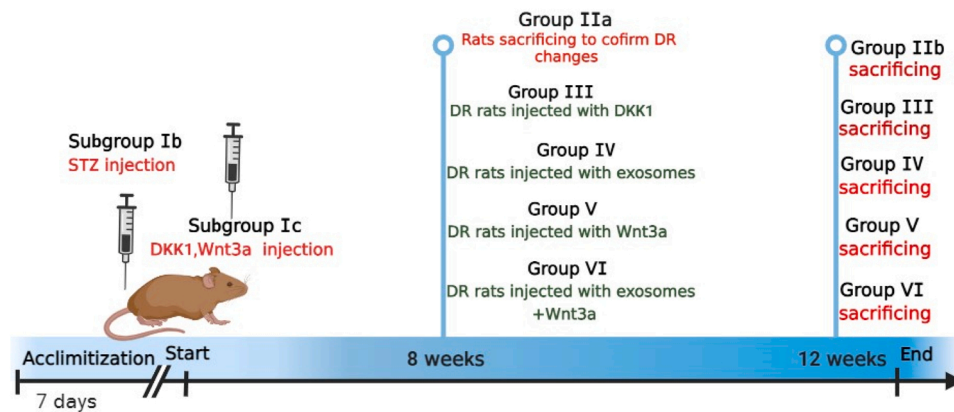 Subgroup Ib
STZ injection
Subgroup Ic
DKK1,Wnt3a injection
Group IIa
Rats sacrificing to cofirm DR
changes
Group III
DR rats injected with DKK1
Group IV
DR rats injected with exosomes
Group V
DR rats injected with Wnt3a
Group VI
DR rats injected with exosomes
+Wnt3a
Group IIb
sacrificing
Group III
sacrificing
Group IV
sacrificing
Group V
sacrificing
Group VI
sacrificing
Acclimitization Start 8 weeks 12 weeks End
7 days